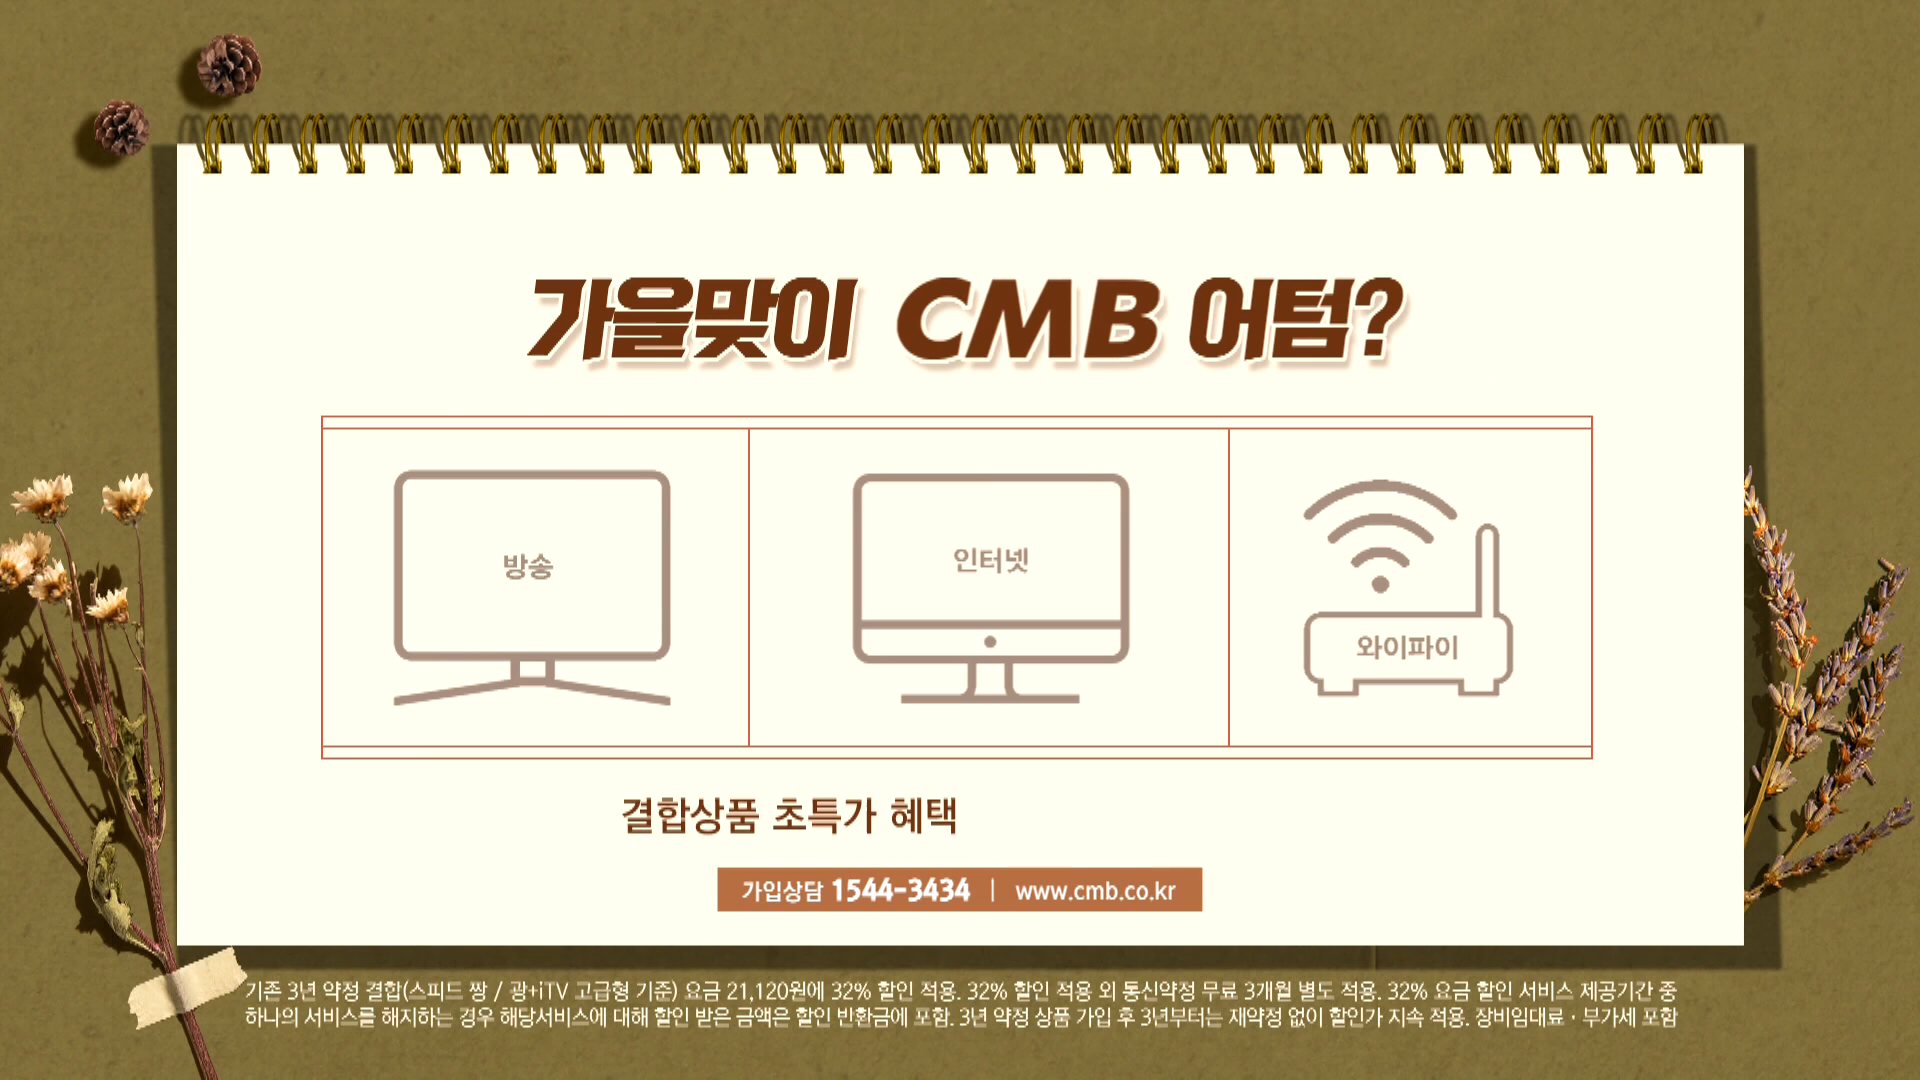 가을맞이 CMB 어텀?
방송
인터넷
와이파이
결합상품 초특가 혜택
가입상담 1544-3434 | www.cmb.co.kr
기존 3년 약정 결합(스피드 짱 / 광+iTV 고급형 기준) 요금 21,120원에 32% 할인 적용. 32% 할인 적용 외 통신약정 무료 3개월 별도 적용. 32% 요금 할인 서비스 제공기간 중
하나의 서비스를 해지하는 경우 해당서비스에 대해 할인 받은 금액은 할인 반환금에 포함. 3년 약정 상품 가입 후 3년부터는 재약정 없이 할인가 지속 적용. 장비임대료 · 부가세 포함